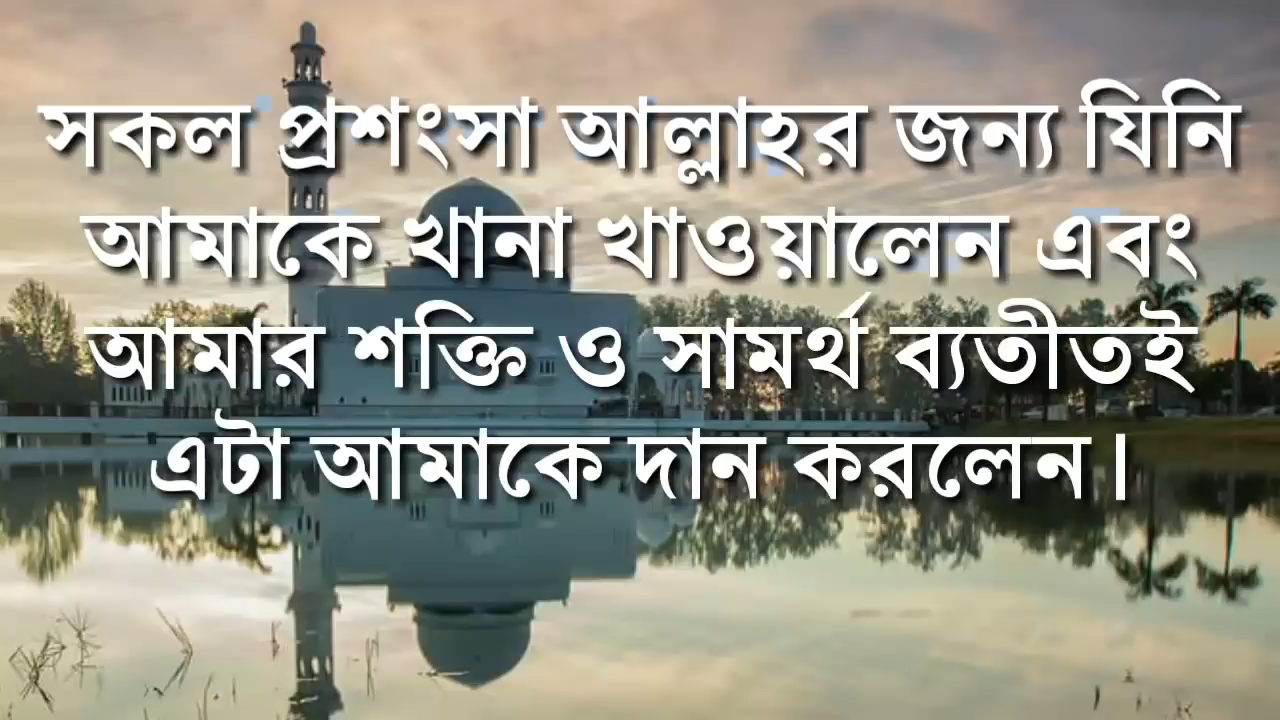 সকল প্রশংসা আল্লাহর জন্য যিনি
আমাকে খানা খাওয়ালেন এবং
আমার শক্তি ও সামর্থ ব্যতীতই
এটা আমাকে দান করলেন।